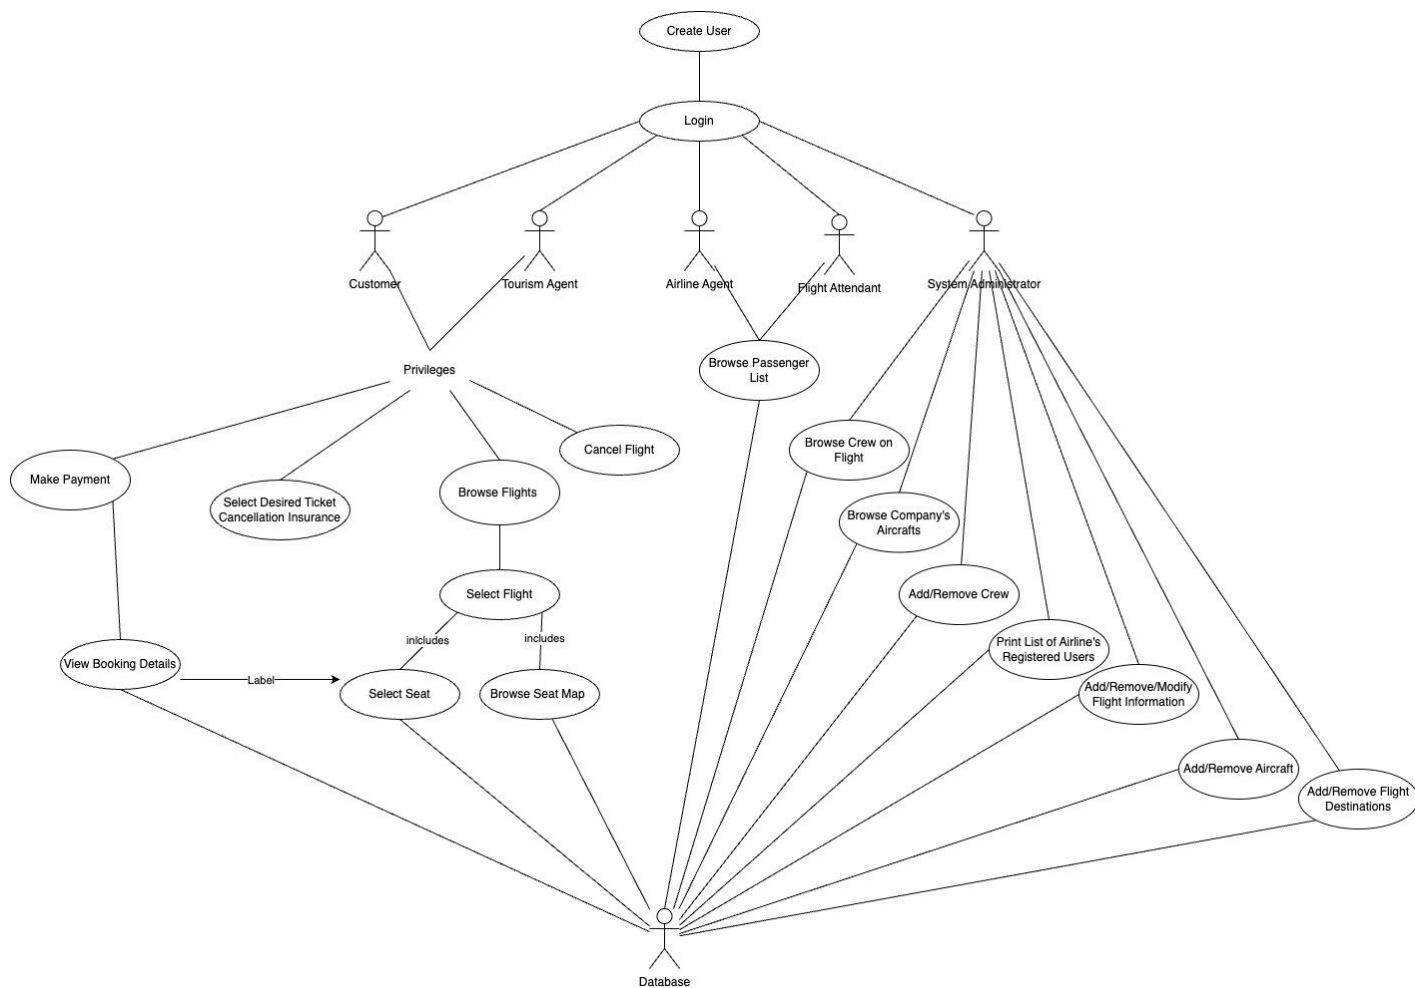 Create User
Login
Customer
Tourism Agent
Airline Agent
Flight Attendant
System Administrator
Privileges
Browse Passenger
List
Make Payment
Select Desired Ticket
Cancellation Insurance
Browse Flights
Cancel Flight
Browse Crew on
Flight
Browse Company's
Aircrafts
Select Flight
Add/Remove Crew
inlcudes
includes
Print List of Airline's
Registered Users
View Booking Details
Label
Select Seat
Browse Seat Map
Add/Remove/Modify
Flight Information
Add/Remove Aircraft
Add/Remove Flight
Destinations
Database